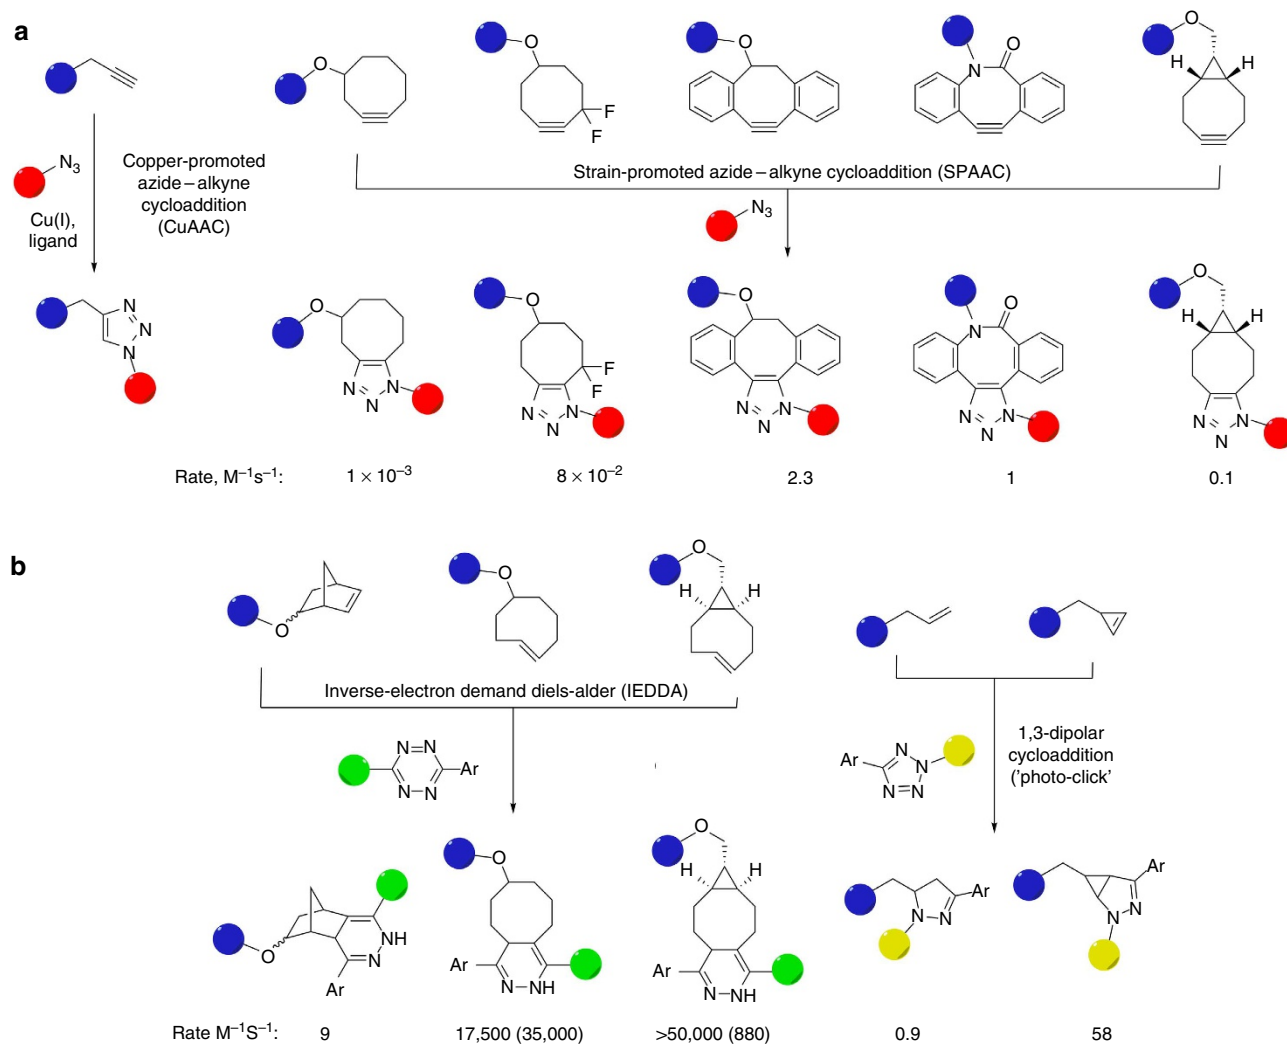 a
O
O
F
F
O
N
O
O
H
H
N3
Cu(I),
ligand
Copper-promoted
azide–alkyne
cycloaddition
(CuAAC)
Strain-promoted azide–alkyne cycloaddition (SPAAC)
N3
N
N
N
O
N
N
N
O
F
F
N
N
N
O
N
N
N
N
O
N
N
N
O
H
H
N
N
N
Rate, M−1s−1:
1 × 10−3
8 × 10−2
2.3
1
0.1
b
O
O
O
H
H
Inverse-electron demand diels-alder (IEDDA)
N=N
Ar
N=N
Ar
N
N
N=N
1,3-dipolar
cycloaddition
('photo-click'
O
NH
N
Ar
O
Ar
N–NH
O
H
H
Ar
N–NH
Ar
N
N
Ar
N
N
Rate M−1S−1:
9
17,500 (35,000)
>50,000 (880)
0.9
58